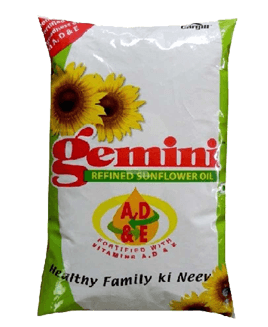 Cargill
A, D & E
gemini
REFINED SUNFLOWER OIL
A,D
&E
FORTIFIED WITH
VITAMINS A, D & E
Healthy Family ki Neev